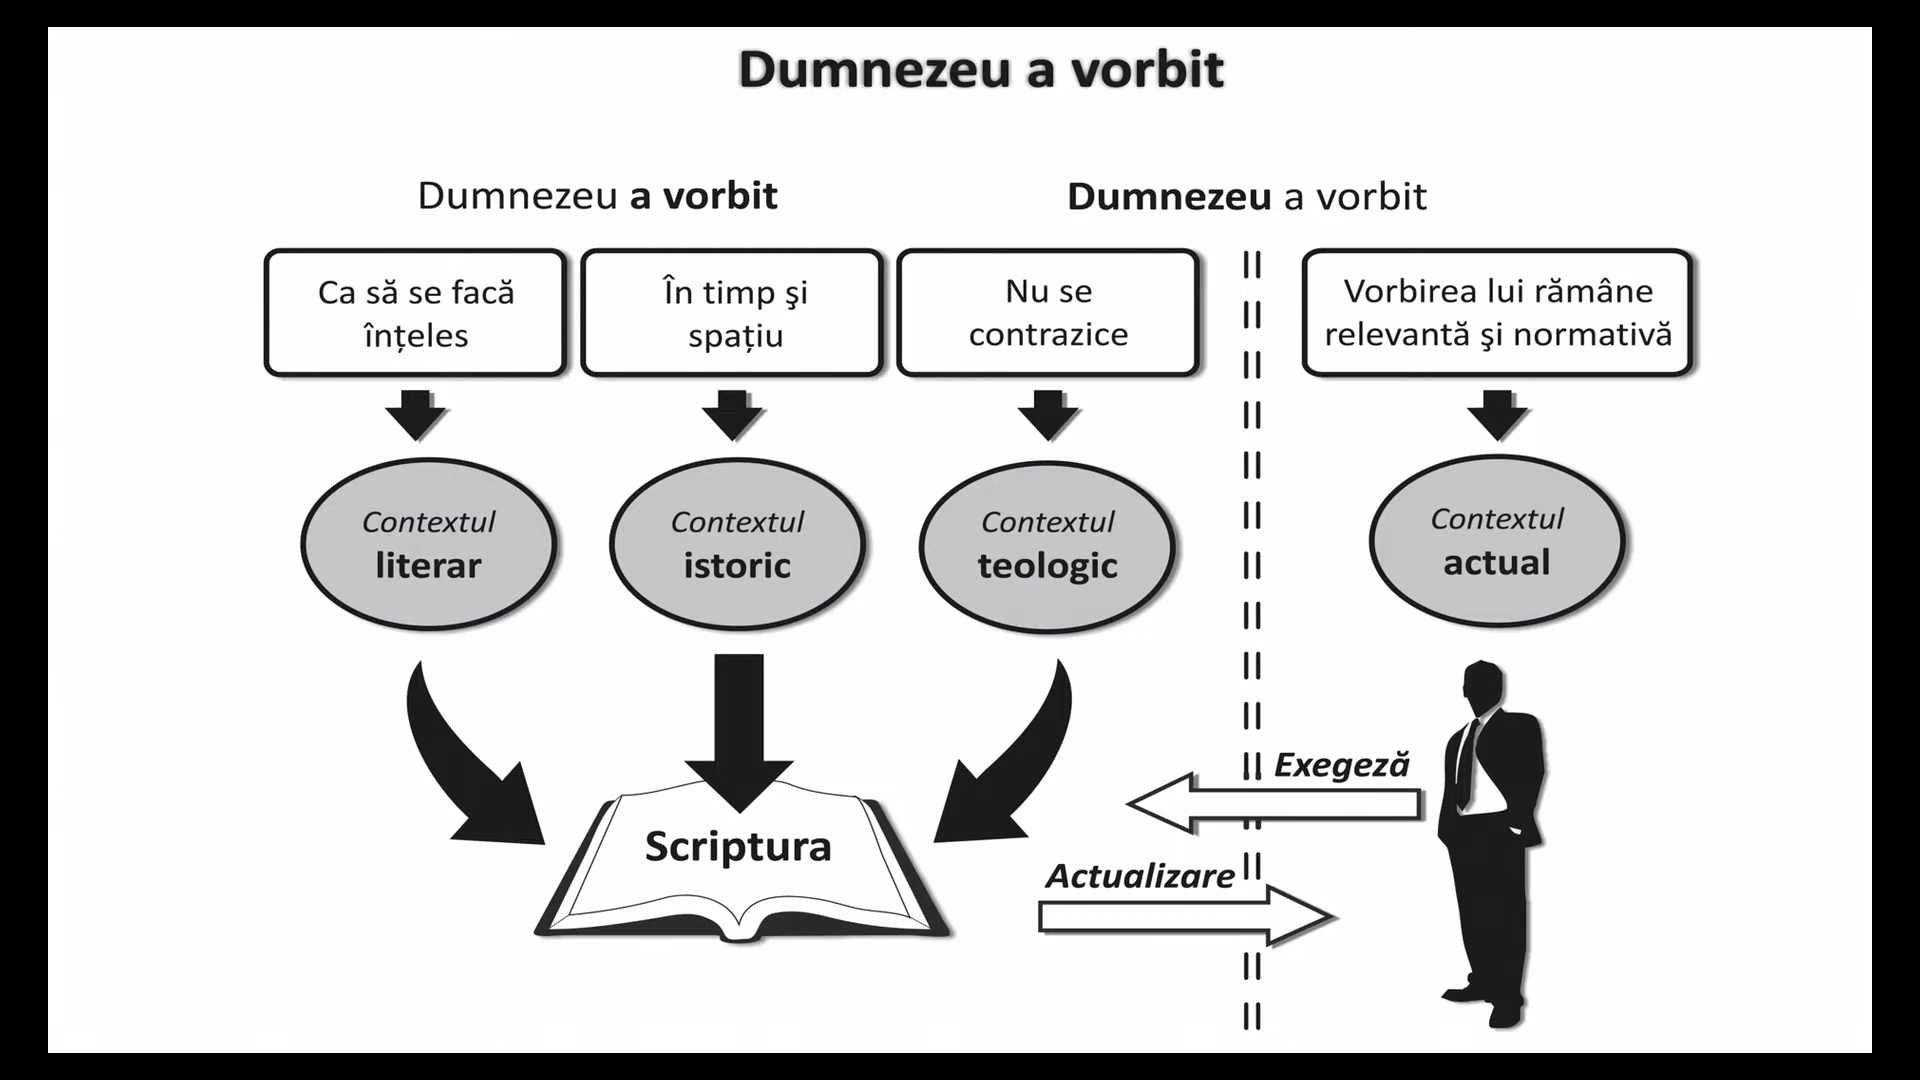 Dumnezeu a vorbit
Dumnezeu a vorbit
Dumnezeu a vorbit
Ca să se facă
înțeles
În timp şi
spațiu
Nu se
contrazice
Vorbirea lui rămâne
relevantă şi normativă
Contextul
literar
Contextul
istoric
Contextul
teologic
Contextul
actual
Exegeză
Scriptura
Actualizare